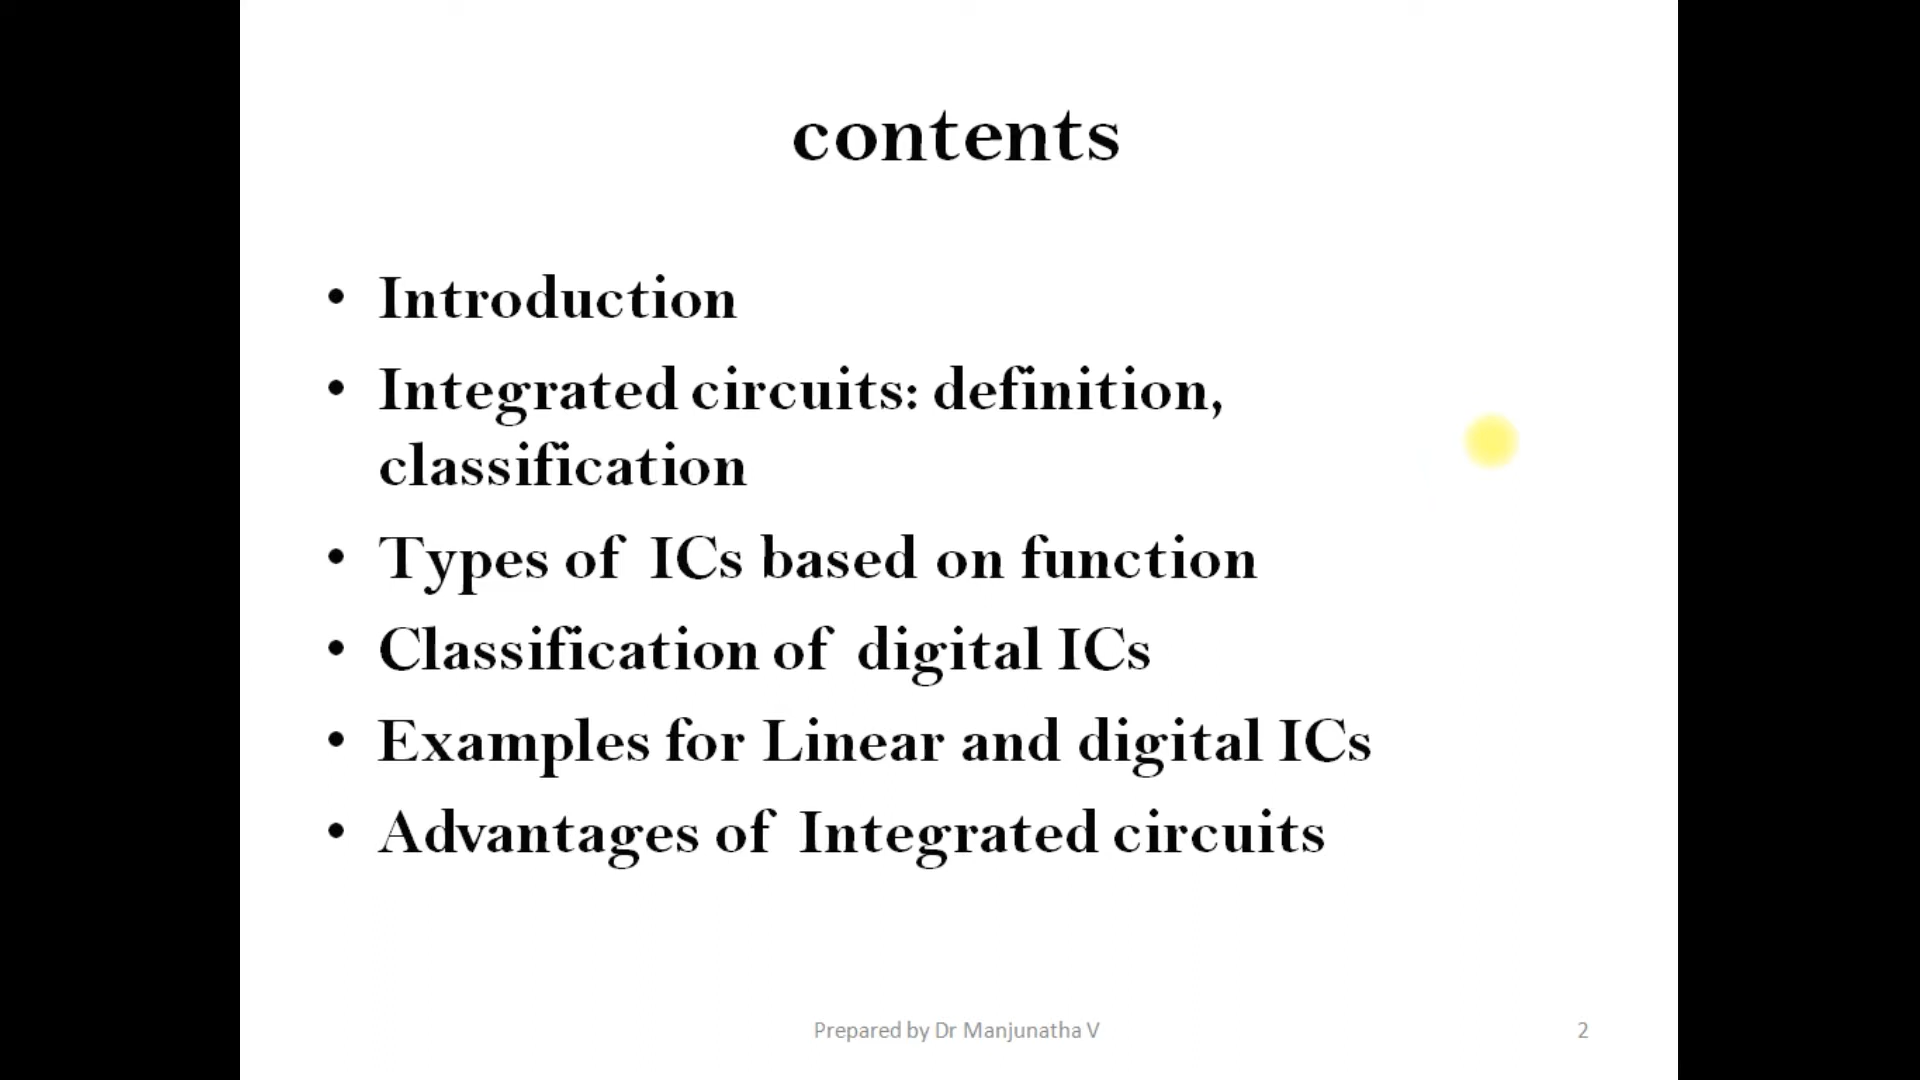 contents
• Introduction
• Integrated circuits: definition,
classification
• Types of ICs based on function
• Classification of digital ICs
• Examples for Linear and digital ICs
• Advantages of Integrated circuits
Prepared by Dr Manjunatha V
2